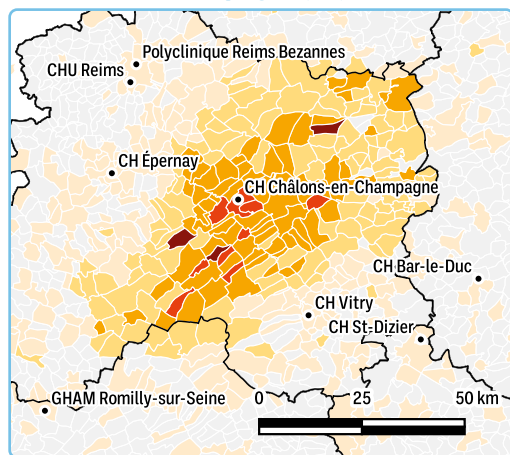 Polyclinique Reims Bezannes
CHU Reims
CH Épernay
CH Châlons-en-Champagne
CH Bar-le-Duc
CH Vitry
CH St-Dizier
GHAM Romilly-sur-Seine
0 25 50 km